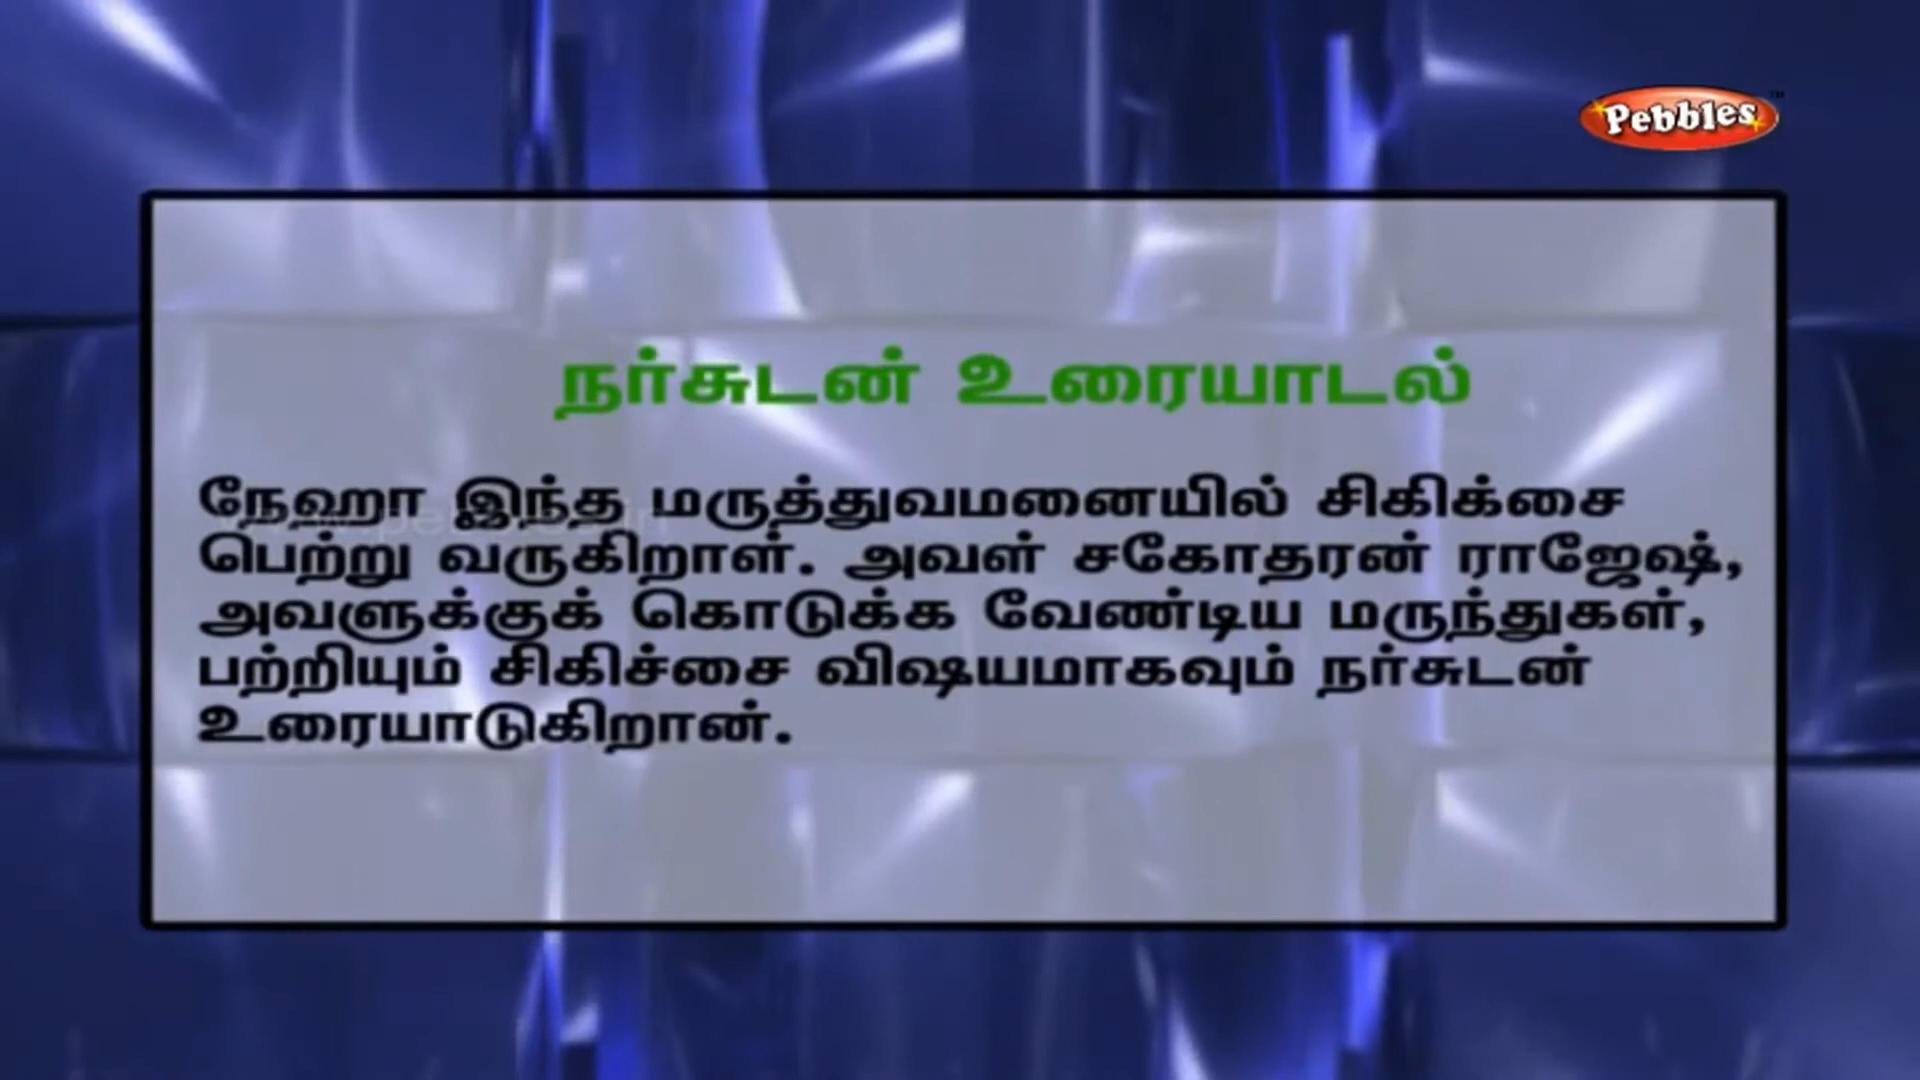 Pebbles™
நர்சுடன் உரையாடல்
நேஹா இந்த மருத்துவமனையில் சிகிக்சை
பெற்று வருகிறாள். அவள் சகோதரன் ராஜேஷ்,
அவளுக்குக் கொடுக்க வேண்டிய மருந்துகள்,
பற்றியும் சிகிச்சை விஷயமாகவும் நர்சுடன்
உரையாடுகிறான்.